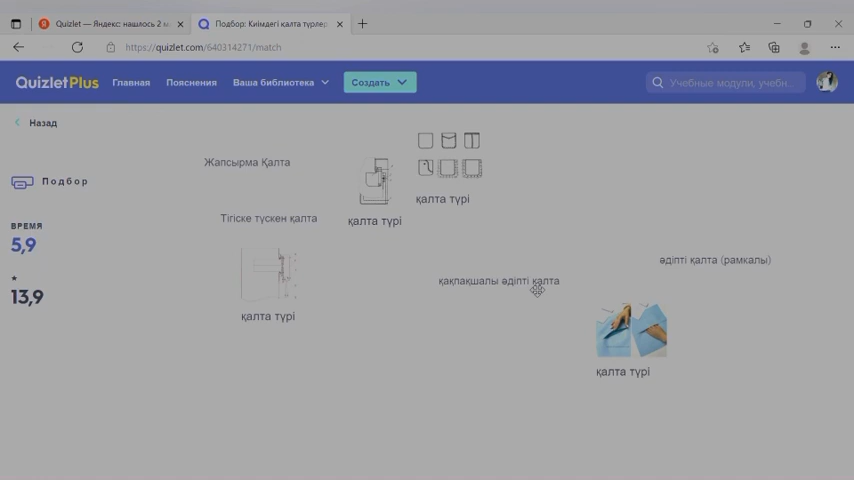 Quizlet — Яндекс: нашлось 2 м
Подбор: Киімдегі қалта түрлер
https://quizlet.com/640314271/match
QuizletPlus
Главная
Пояснения
Ваша библиотека
Создать
Учебные модули, учебн...
Назад
Подбор
ВРЕМЯ
5,9
13,9
Жапсырма Қалта
қалта түрі
қалта түрі
Тігіске түскен қалта
әдіпті қалта (рамкалы)
қақпақшалы әдіпті қалта
қалта түрі
қалта түрі